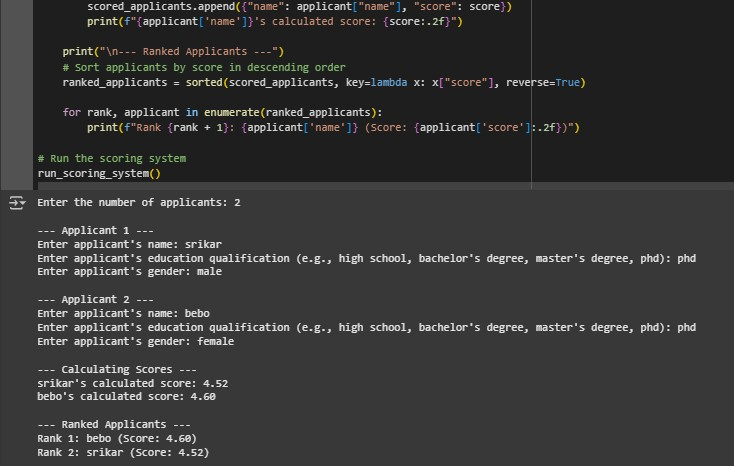 scored_applicants.append({"name": applicant["name"], "score": score})
print(f"{applicant['name']}'s calculated score: {score:.2f}")
print("\n--- Ranked Applicants ---")
# Sort applicants by score in descending order
ranked_applicants = sorted(scored_applicants, key=lambda x: x["score"], reverse=True)
for rank, applicant in enumerate(ranked_applicants):
print(f"Rank {rank + 1}: {applicant['name']} (Score: {applicant['score']:.2f})")
# Run the scoring system
run_scoring_system()
Enter the number of applicants: 2
--- Applicant 1 ---
Enter applicant's name: srikar
Enter applicant's education qualification (e.g., high school, bachelor's degree, master's degree, phd): phd
Enter applicant's gender: male
--- Applicant 2 ---
Enter applicant's name: bebo
Enter applicant's education qualification (e.g., high school, bachelor's degree, master's degree, phd): phd
Enter applicant's gender: female
--- Calculating Scores ---
srikar's calculated score: 4.52
bebo's calculated score: 4.60
--- Ranked Applicants ---
Rank 1: bebo (Score: 4.60)
Rank 2: srikar (Score: 4.52)